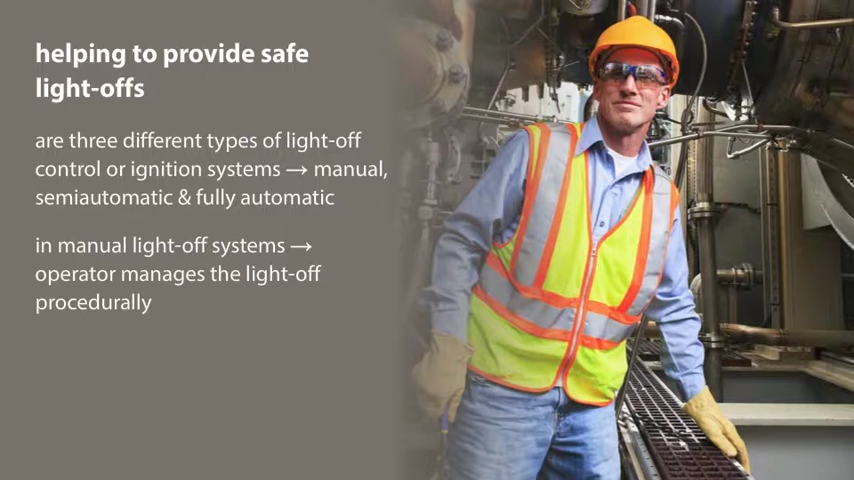 helping to provide safe
light-offs
are three different types of light-off
control or ignition systems → manual,
semiautomatic & fully automatic
in manual light-off systems →
operator manages the light-off
procedurally